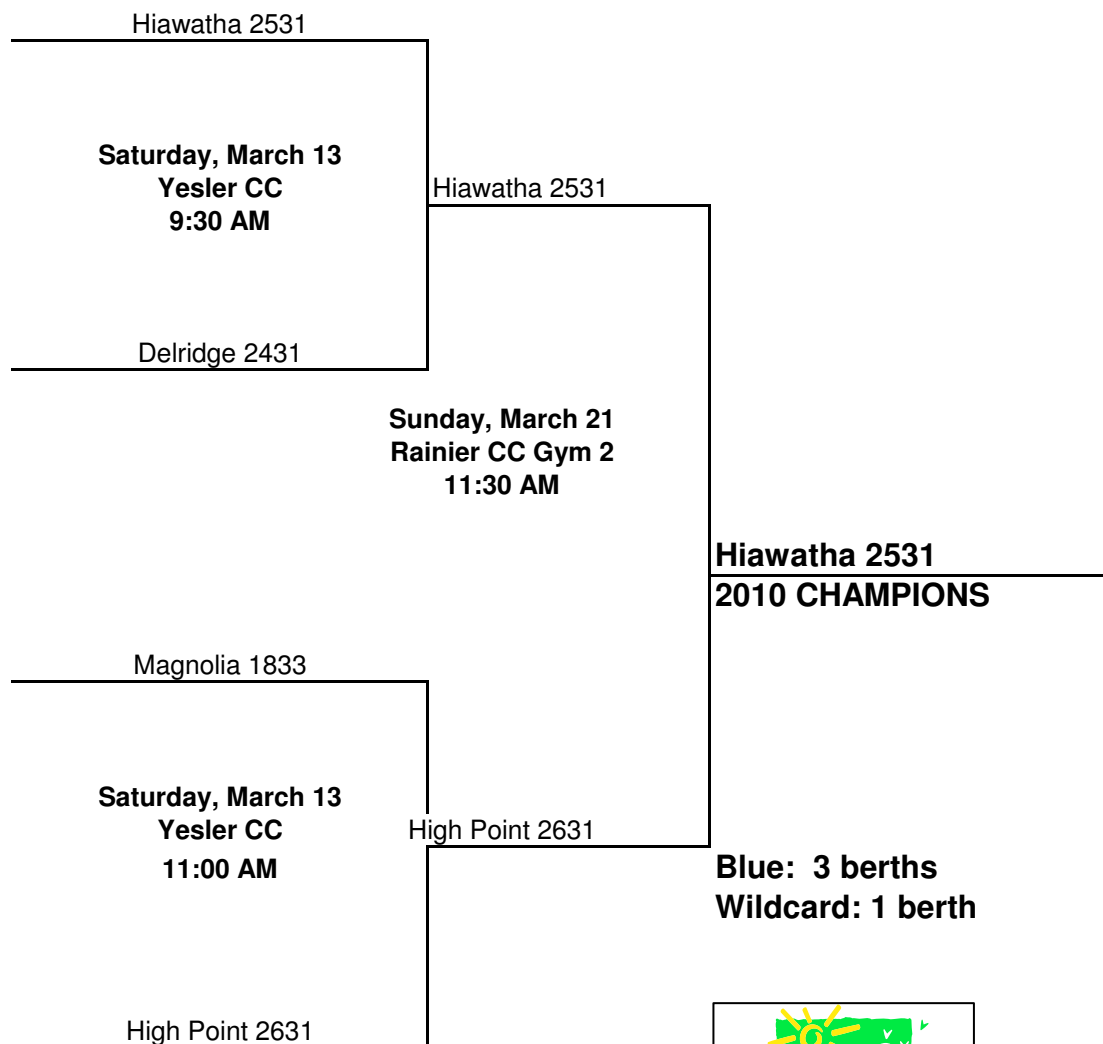 Hiawatha 2531
Saturday, March 13
Yesler CC
9:30 AM
Hiawatha 2531
Delridge 2431
Sunday, March 21
Rainier CC Gym 2
11:30 AM
Hiawatha 2531
2010 CHAMPIONS
Magnolia 1833
Saturday, March 13
Yesler CC
11:00 AM
High Point 2631
Blue: 3 berths
Wildcard: 1 berth
High Point 2631